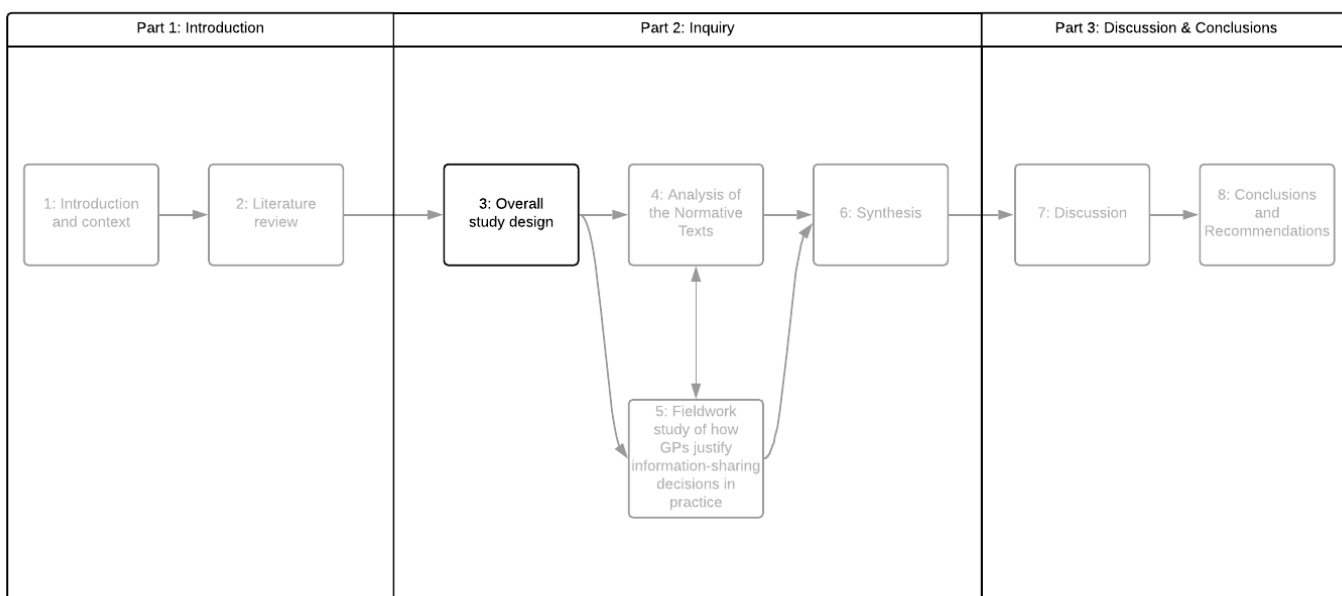 Part 1: Introduction
Part 2: Inquiry
Part 3: Discussion & Conclusions
1: Introduction
and context
2: Literature
review
3: Overall
study design
4: Analysis of
the Normative
Texts
5: Fieldwork
study of how
GPs justify
information-sharing
decisions in
practice
6: Synthesis
7: Discussion
8: Conclusions
and
Recommendations